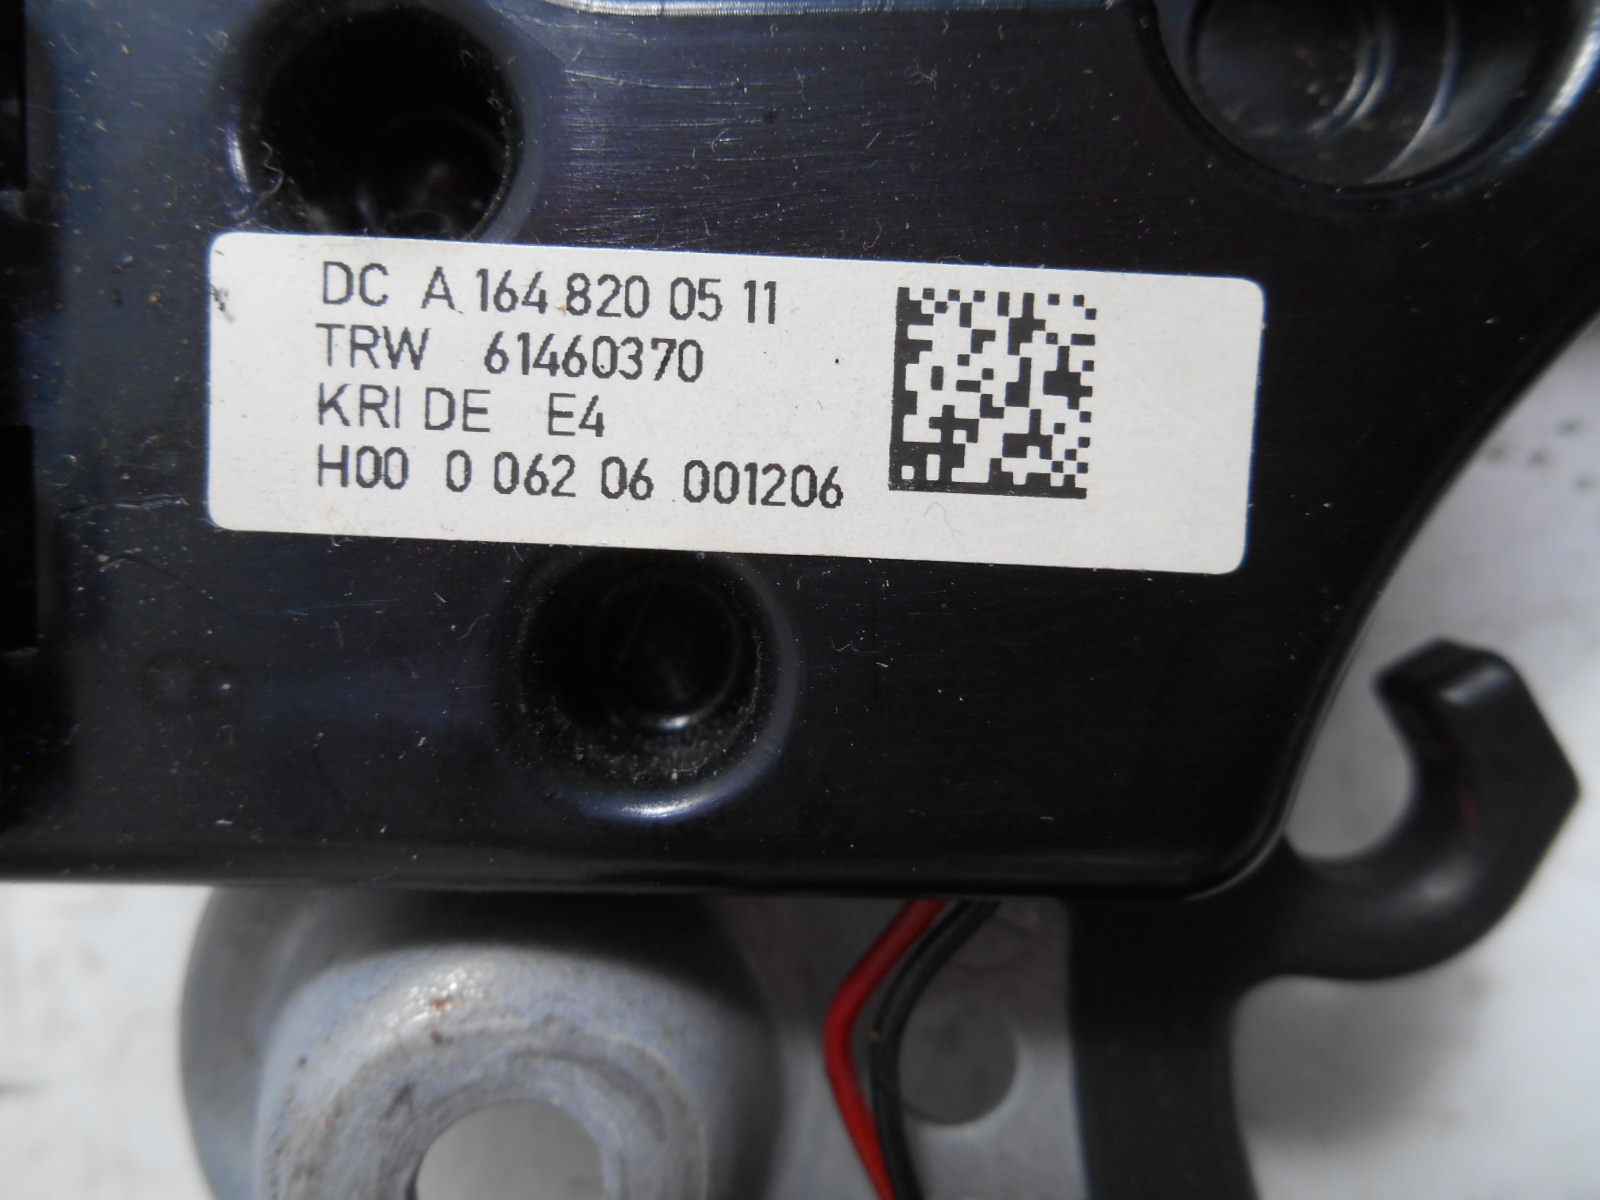 DC A 164 820 05 11
TRW 61460370
KRI DE E4
H00 0 062 06 001206